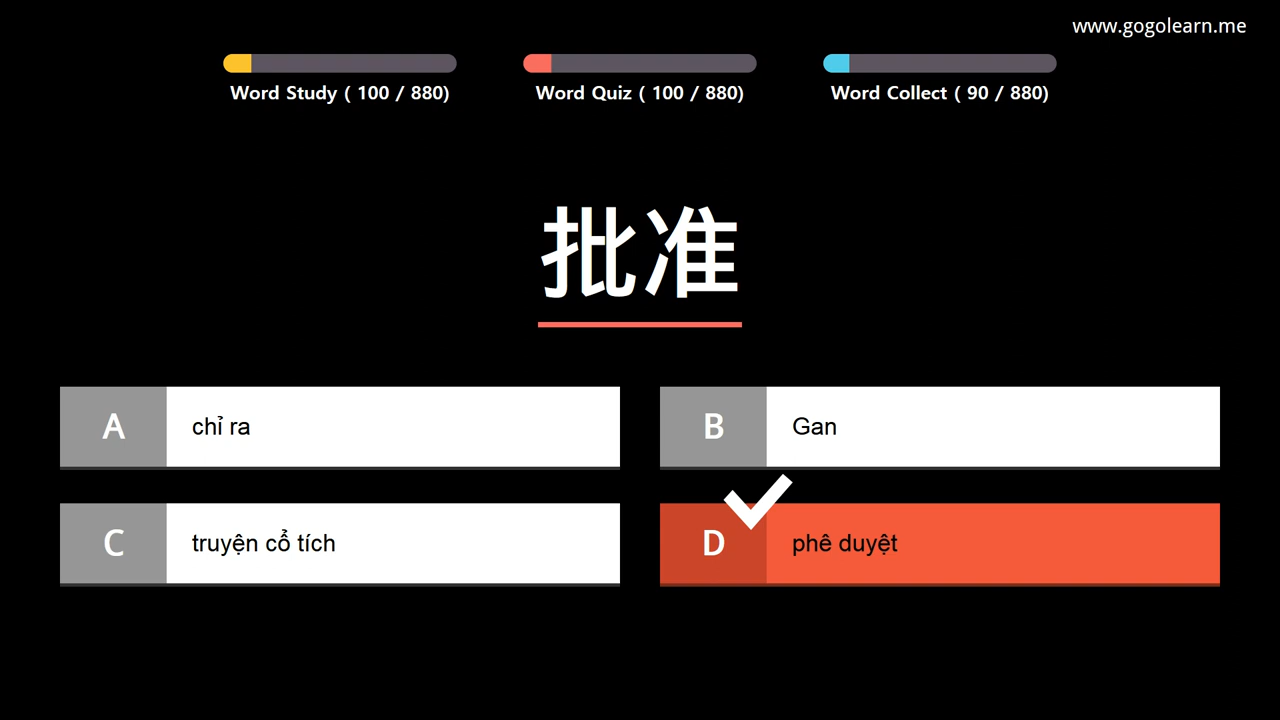 www.gogolearn.me
Word Study ( 100 / 880)
Word Quiz ( 100 / 880)
Word Collect ( 90 / 880)
批准
A
chỉ ra
B
Gan
C
truyện cổ tích
D
phê duyệt